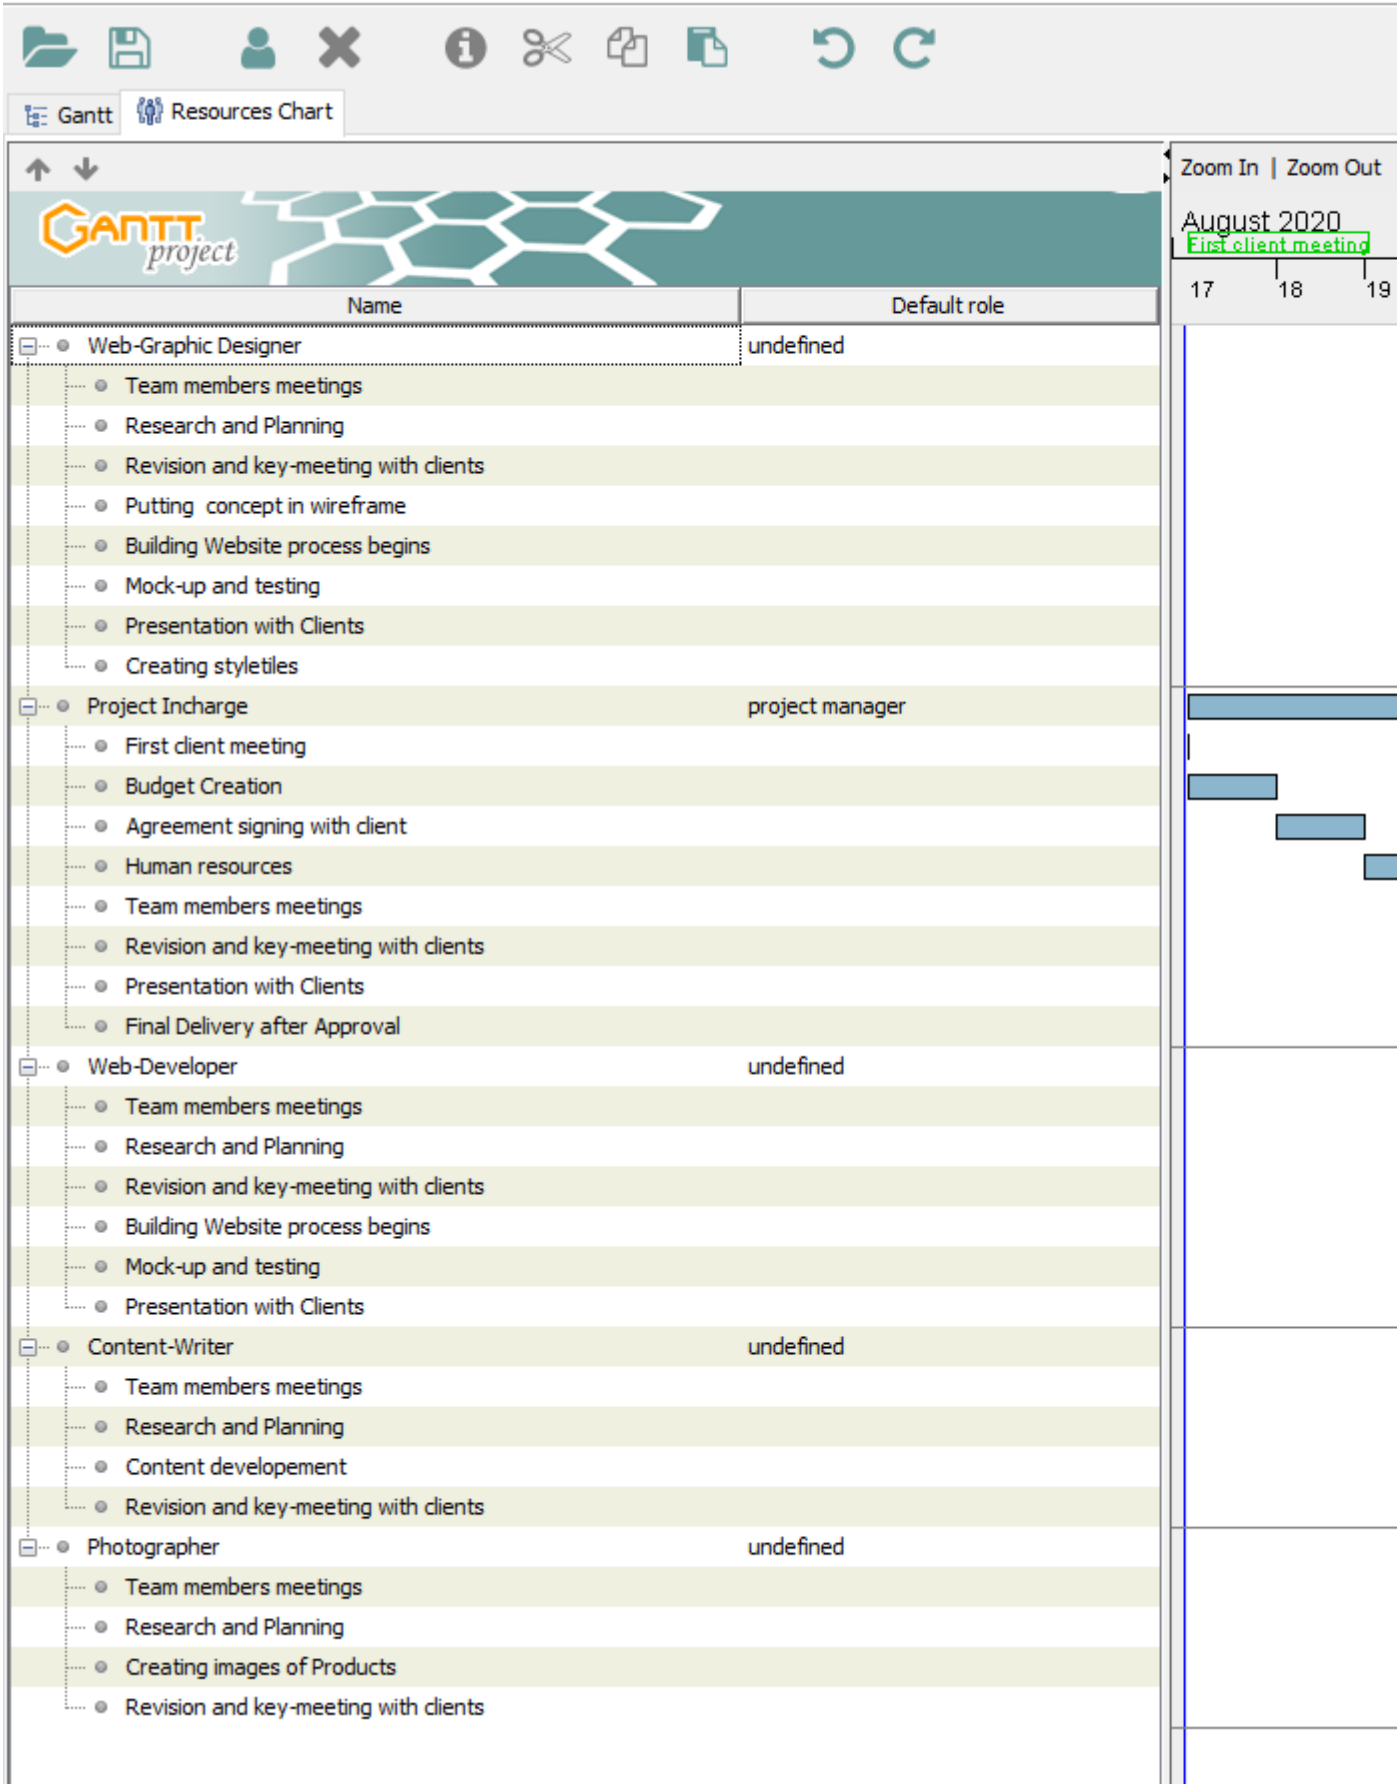 Gantt
Resources Chart
Zoom In | Zoom Out
GANTT
project
August 2020
First client meeting
17 18 19
Name Default role
Web-Graphic Designer undefined
Team members meetings
Research and Planning
Revision and key-meeting with clients
Putting  concept in wireframe
Building Website process begins
Mock-up and testing
Presentation with Clients
Creating styletiles
Project Incharge project manager
First client meeting
Budget Creation
Agreement signing with client
Human resources
Team members meetings
Revision and key-meeting with clients
Presentation with Clients
Final Delivery after Approval
Web-Developer undefined
Team members meetings
Research and Planning
Revision and key-meeting with clients
Building Website process begins
Mock-up and testing
Presentation with Clients
Content-Writer undefined
Team members meetings
Research and Planning
Content developement
Revision and key-meeting with clients
Photographer undefined
Team members meetings
Research and Planning
Creating images of Products
Revision and key-meeting with clients